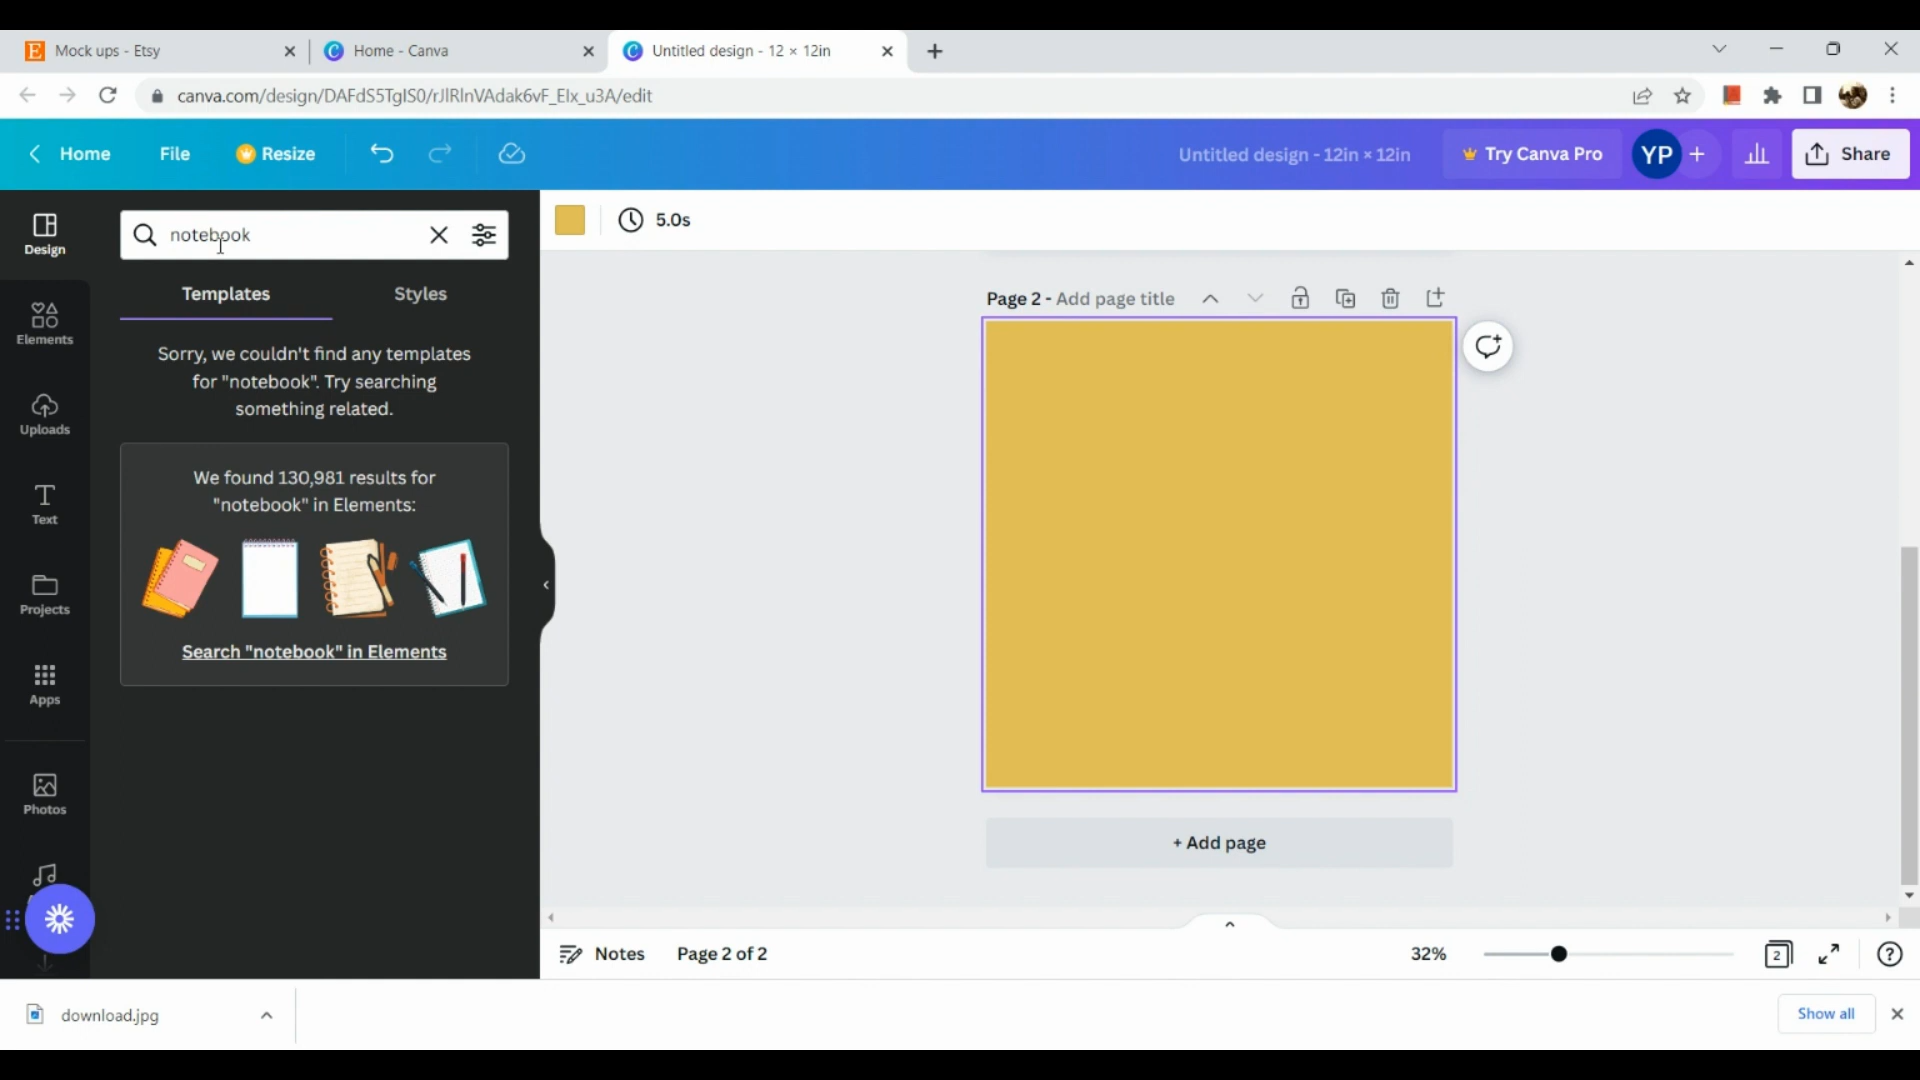 Mock ups - Etsy
Home - Canva
Untitled design - 12 × 12in
canva.com/design/DAFdS5TgIS0/rJIRInVAdak6vF_EIx_u3A/edit
Home
File
Resize
Untitled design - 12in × 12in
Try Canva Pro
YP
Share
Design
notebook
5.0s
Templates
Styles
Page 2 - Add page title
Elements
Sorry, we couldn't find any templates
for "notebook". Try searching
something related.
Uploads
We found 130,981 results for
"notebook" in Elements:
Text
Projects
Search "notebook" in Elements
Apps
Photos
+ Add page
Notes
Page 2 of 2
32%
2
download.jpg
Show all